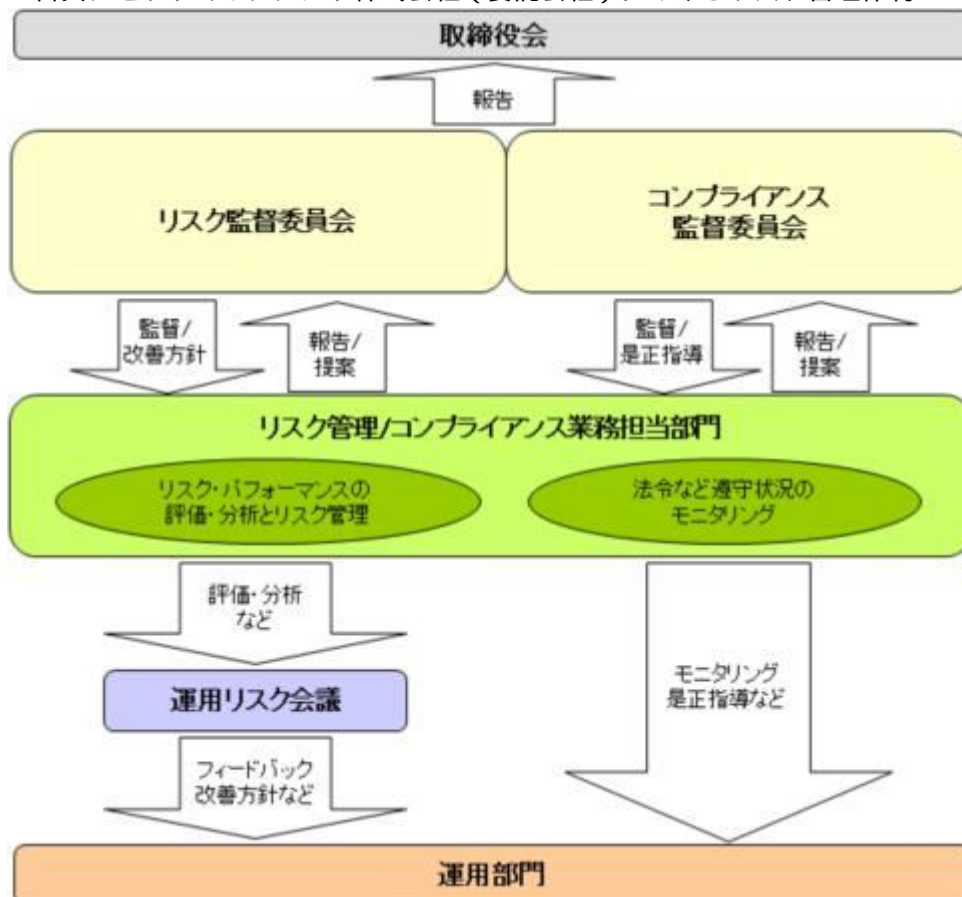 取締役会
報告
リスク監督委員会
コンプライアンス
監督委員会
監督/
改善方針
報告/
提案
監督/
是正指導
報告/
提案
リスク管理/コンプライアンス業務担当部門
リスク・パフォーマンスの
評価・分析とリスク管理
法令など遵守状況の
モニタリング
評価・分析
など
運用リスク会議
モニタリング
是正指導など
フィードバック
改善方針など
運用部門